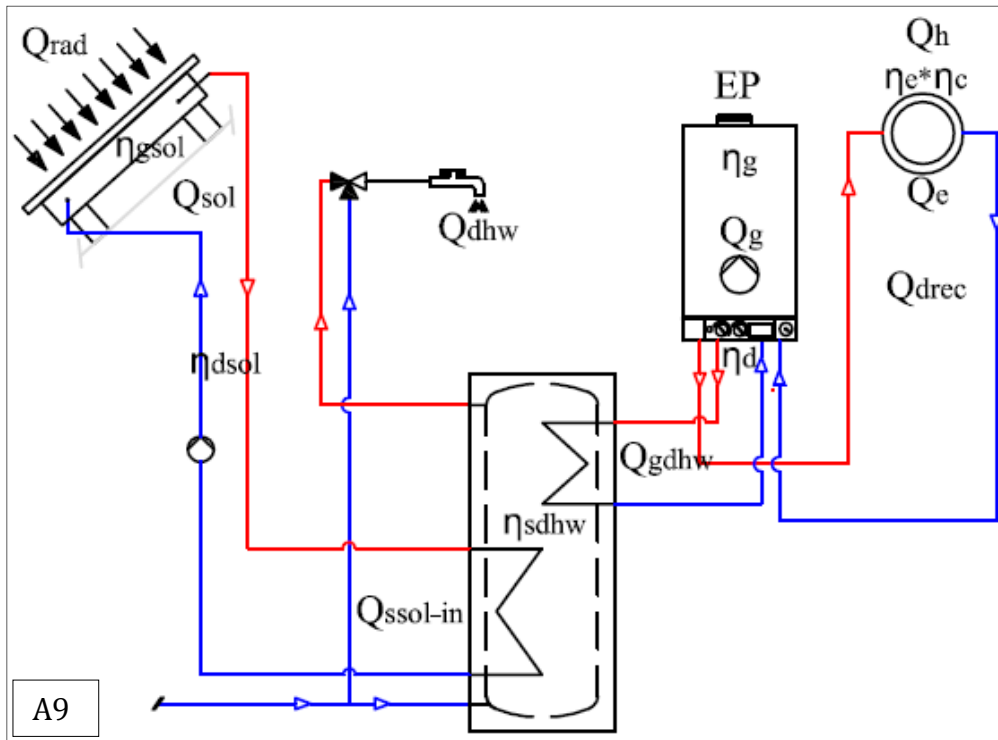 Qrad
Qh
ηe*ηc
EP
ηgsol
ηg
Qsol
Qdhw
Qe
Qg
Qdrec
ηdsol
ηd
Qgdhw
ηsdhw
Qssol-in
A9